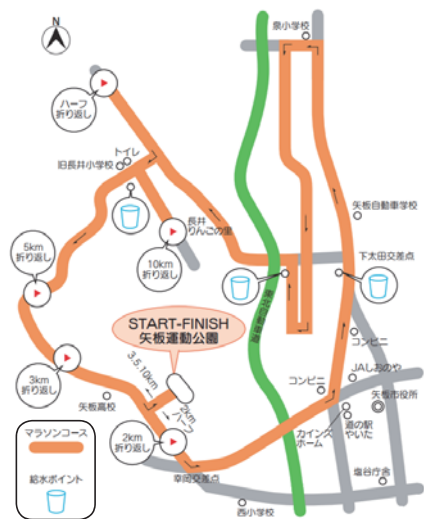 N
泉小学校
ハーフ
折り返し
トイレ
旧長井小学校
長井
りんごの里
矢板自動車学校
5km
折り返し
10km
折り返し
下太田交差点
東北自動車道
START-FINISH
矢板運動公園
3.5.10km
2km
ハーフ
コンビニ
3km
折り返し
JAしおのや
コンビニ
矢板高校
矢板市役所
カインズ
ホーム
道の駅
やいた
2km
折り返し
マラソンコース
幸岡交差点
給水ポイント
塩谷庁舎
西小学校